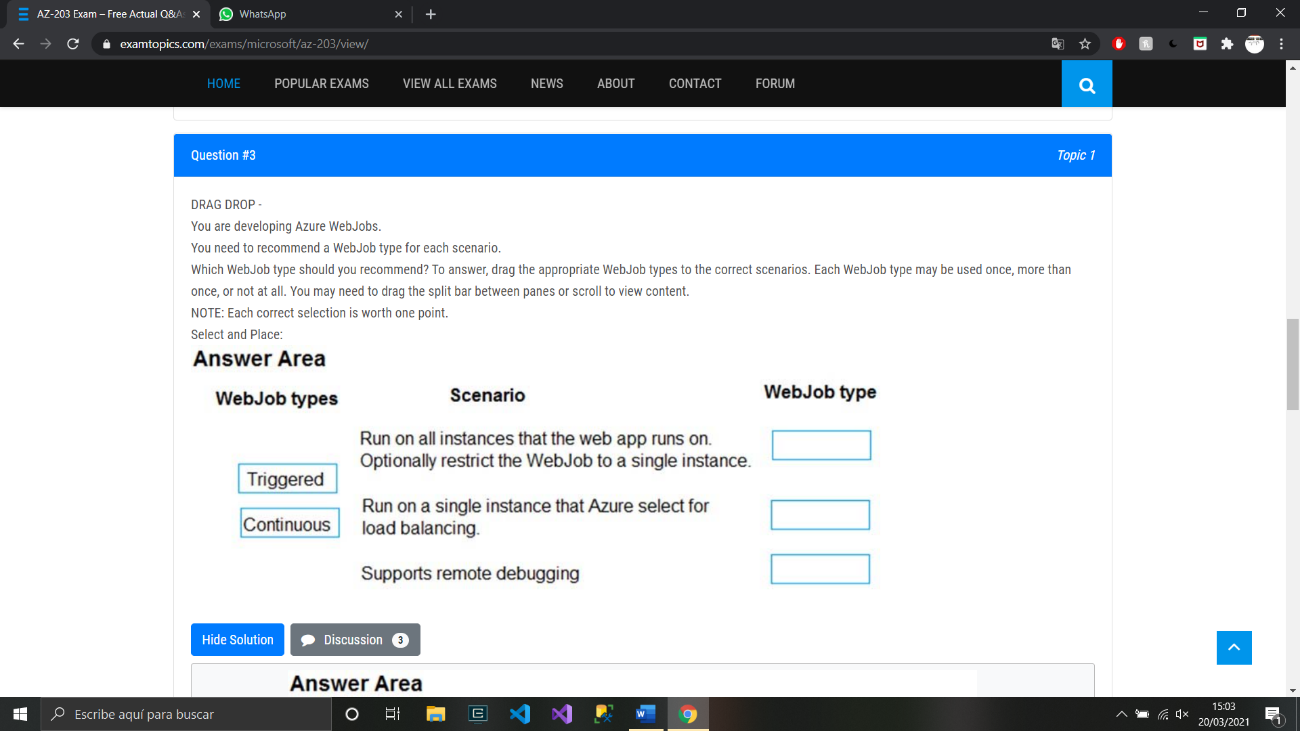 AZ-203 Exam – Free Actual Q&As
WhatsApp
examtopics.com/exams/microsoft/az-203/view/
HOME POPULAR EXAMS VIEW ALL EXAMS NEWS ABOUT CONTACT FORUM
Question #3 Topic 1
DRAG DROP -
You are developing Azure WebJobs.
You need to recommend a WebJob type for each scenario.
Which WebJob type should you recommend? To answer, drag the appropriate WebJob types to the correct scenarios. Each WebJob type may be used once, more than
once, or not at all. You may need to drag the split bar between panes or scroll to view content.
NOTE: Each correct selection is worth one point.
Select and Place:
Answer Area
WebJob types Scenario WebJob type
Run on all instances that the web app runs on.
Optionally restrict the WebJob to a single instance.
Triggered
Run on a single instance that Azure select for
Continuous load balancing.
Supports remote debugging
Hide Solution Discussion 3
Answer Area
Escribe aquí para buscar
15:03
20/03/2021
1